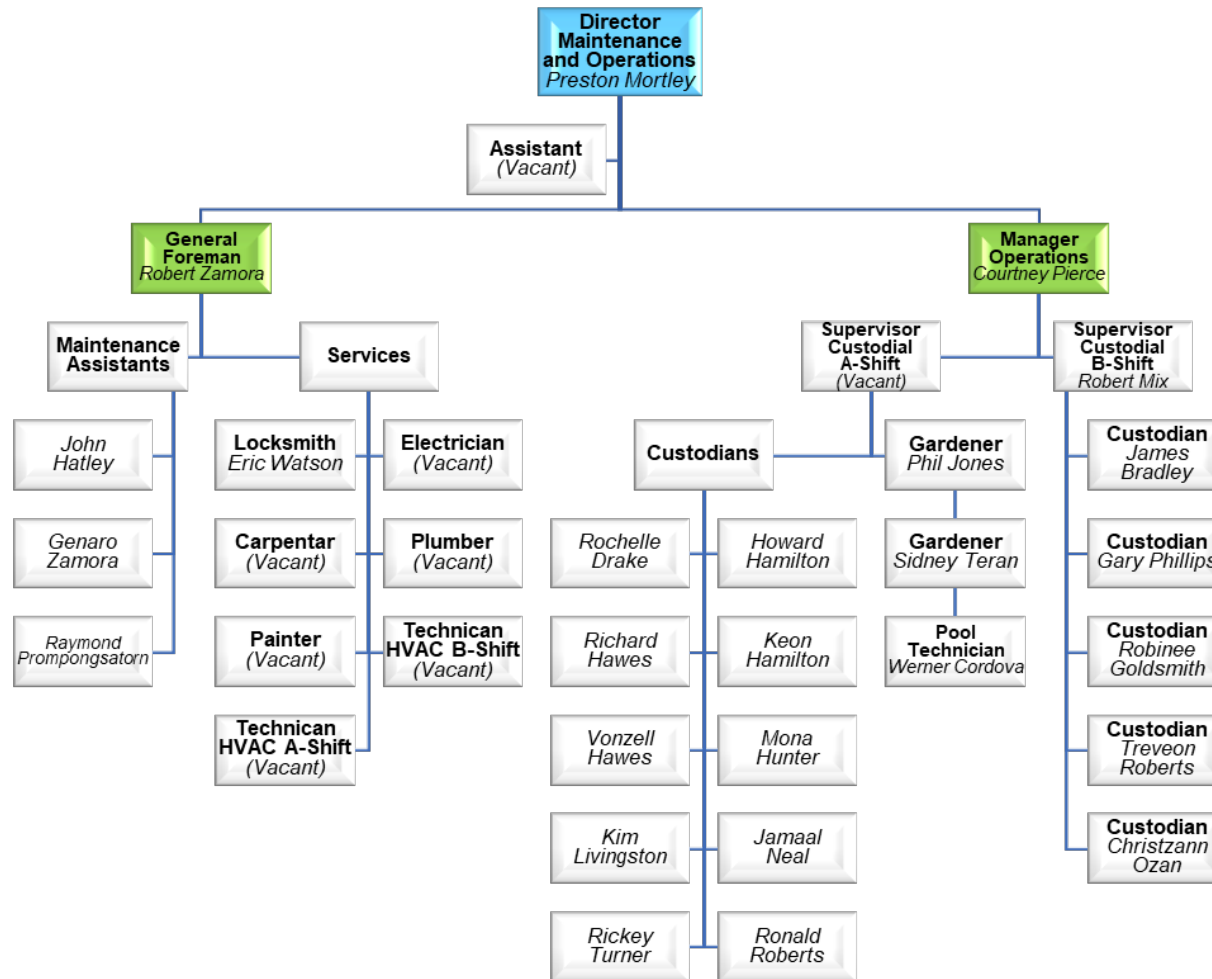 Director
Maintenance
and Operations
Preston Mortley
Assistant
(Vacant)
General
Foreman
Robert Zamora
Manager
Operations
Courtney Pierce
Maintenance
Assistants
Services
Supervisor
Custodial
A-Shift
(Vacant)
Supervisor
Custodial
B-Shift
Robert Mix
John
Hatley
Genaro
Zamora
Raymond
Prompongsatorn
Locksmith
Eric Watson
Electrician
(Vacant)
Carpentar
(Vacant)
Plumber
(Vacant)
Painter
(Vacant)
Technican
HVAC B-Shift
(Vacant)
Technican
HVAC A-Shift
(Vacant)
Custodians
Rochelle
Drake
Howard
Hamilton
Richard
Hawes
Keon
Hamilton
Vonzell
Hawes
Mona
Hunter
Kim
Livingston
Jamaal
Neal
Rickey
Turner
Ronald
Roberts
Gardener
Phil Jones
Gardener
Sidney Teran
Pool
Technician
Werner Cordova
Custodian
James
Bradley
Custodian
Gary Phillips
Custodian
Robinee
Goldsmith
Custodian
Treveon
Roberts
Custodian
Christzann
Ozan